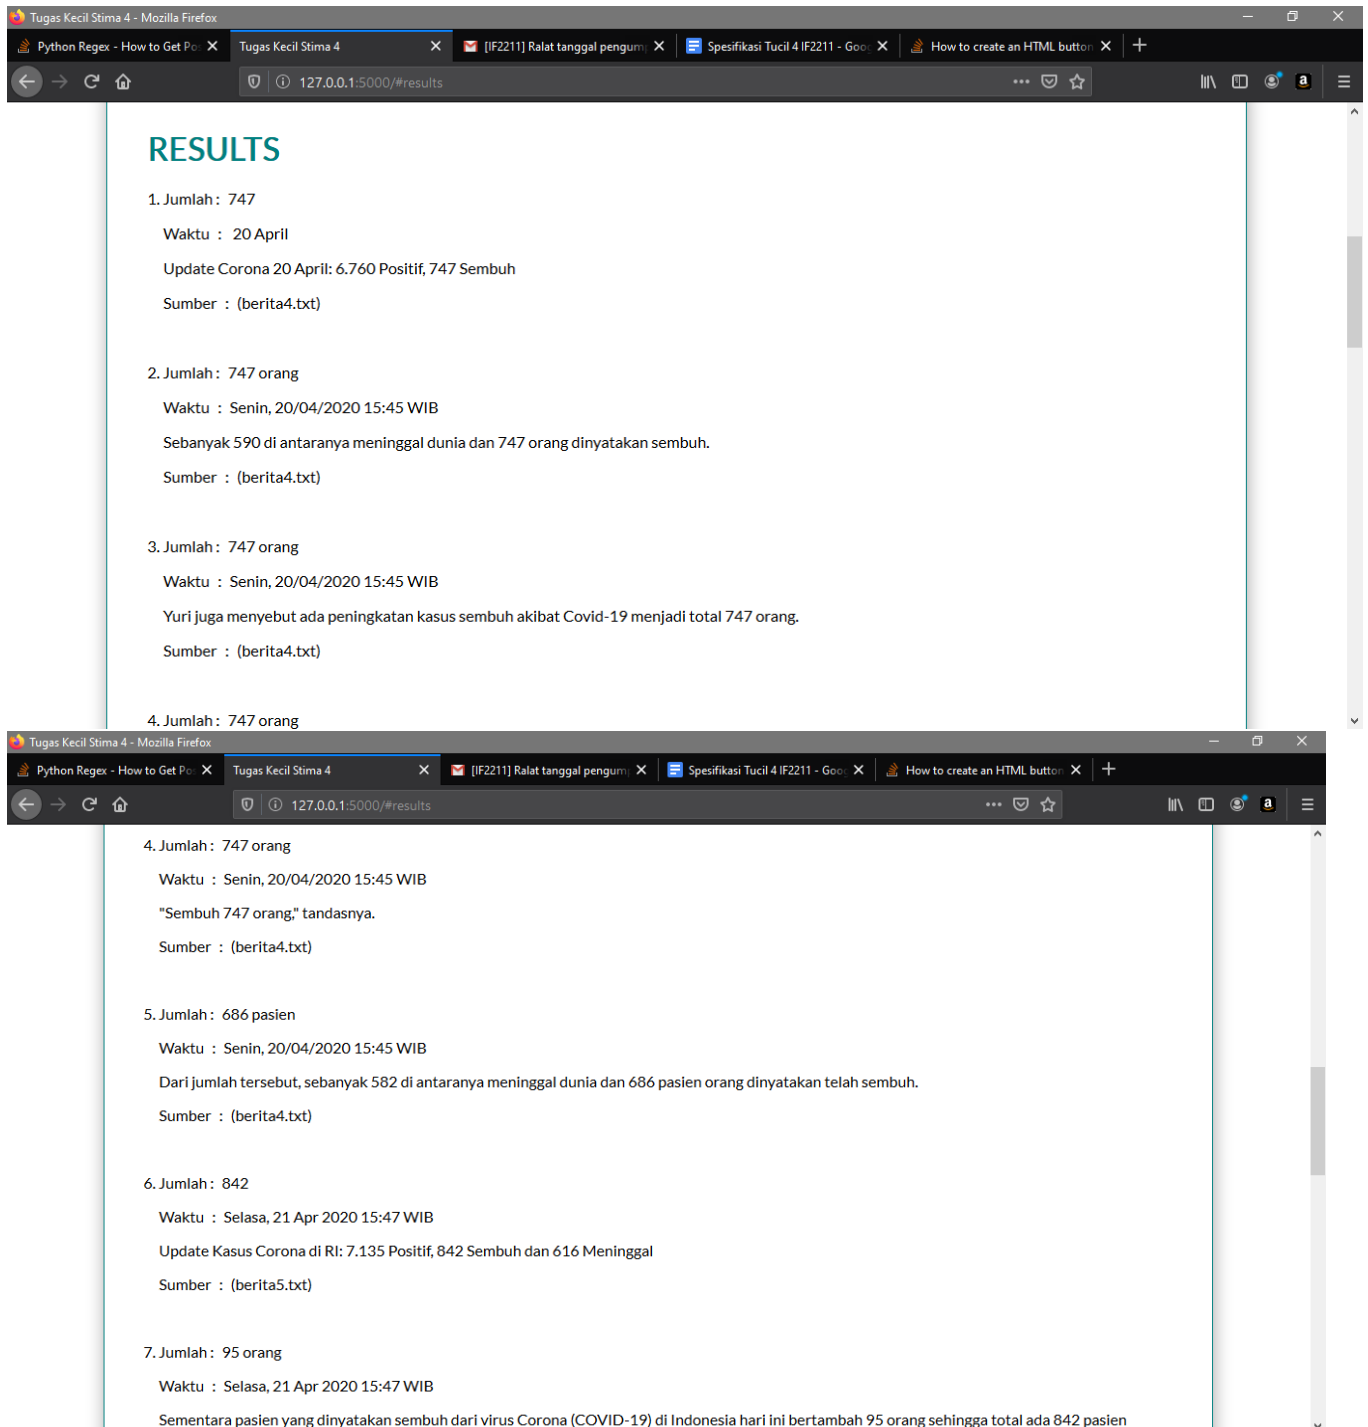 Tugas Kecil Stima 4 - Mozilla Firefox
Python Regex - How to Get Po Tugas Kecil Stima 4 [IF2211] Ralat tanggal pengum Spesifikasi Tucil 4 IF2211 - Goo How to create an HTML button
127.0.0.1:5000/#results
RESULTS
1. Jumlah : 747
Waktu : 20 April
Update Corona 20 April: 6.760 Positif, 747 Sembuh
Sumber : (berita4.txt)
2. Jumlah : 747 orang
Waktu : Senin, 20/04/2020 15:45 WIB
Sebanyak 590 di antaranya meninggal dunia dan 747 orang dinyatakan sembuh.
Sumber : (berita4.txt)
3. Jumlah : 747 orang
Waktu : Senin, 20/04/2020 15:45 WIB
Yuri juga menyebut ada peningkatan kasus sembuh akibat Covid-19 menjadi total 747 orang.
Sumber : (berita4.txt)
4. Jumlah : 747 orang
Tugas Kecil Stima 4 - Mozilla Firefox
Python Regex - How to Get Po Tugas Kecil Stima 4 [IF2211] Ralat tanggal pengum Spesifikasi Tucil 4 IF2211 - Goo How to create an HTML button
127.0.0.1:5000/#results
4. Jumlah : 747 orang
Waktu : Senin, 20/04/2020 15:45 WIB
"Sembuh 747 orang," tandasnya.
Sumber : (berita4.txt)
5. Jumlah : 686 pasien
Waktu : Senin, 20/04/2020 15:45 WIB
Dari jumlah tersebut, sebanyak 582 di antaranya meninggal dunia dan 686 pasien orang dinyatakan telah sembuh.
Sumber : (berita4.txt)
6. Jumlah : 842
Waktu : Selasa, 21 Apr 2020 15:47 WIB
Update Kasus Corona di RI: 7.135 Positif, 842 Sembuh dan 616 Meninggal
Sumber : (berita5.txt)
7. Jumlah : 95 orang
Waktu : Selasa, 21 Apr 2020 15:47 WIB
Sementara pasien yang dinyatakan sembuh dari virus Corona (COVID-19) di Indonesia hari ini bertambah 95 orang sehingga total ada 842 pasien